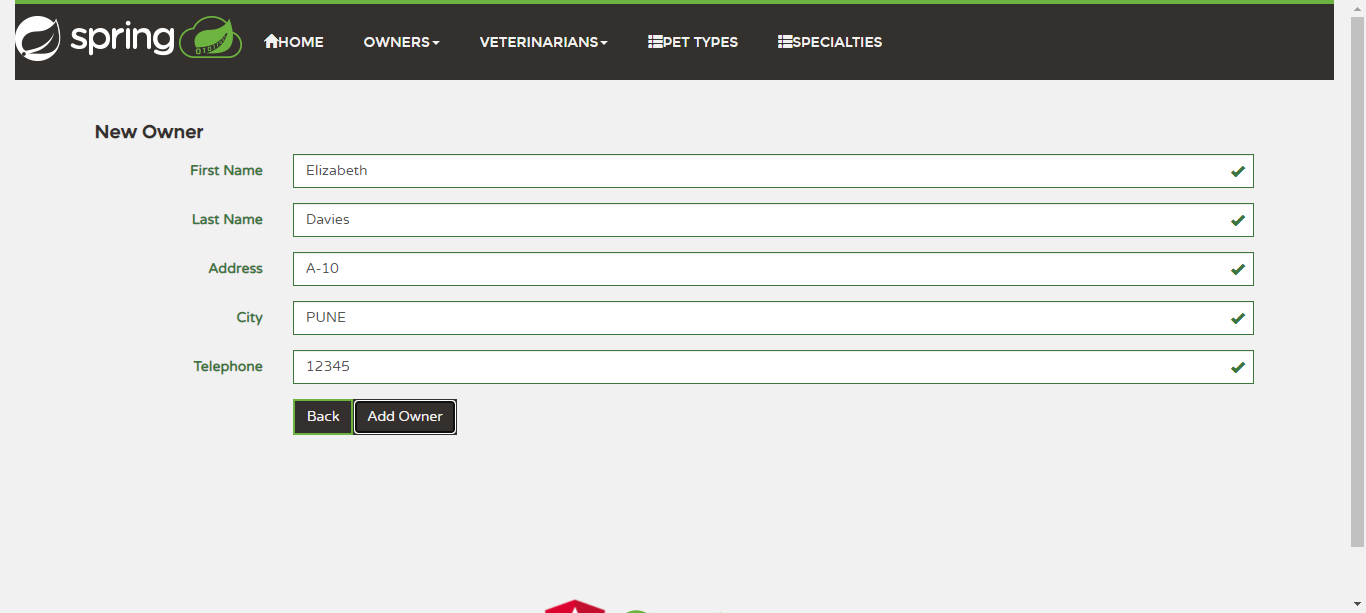 spring HOME OWNERS VETERINARIANS PET TYPES SPECIALTIES
New Owner
First Name Elizabeth
Last Name Davies
Address A-10
City PUNE
Telephone 12345
Back Add Owner